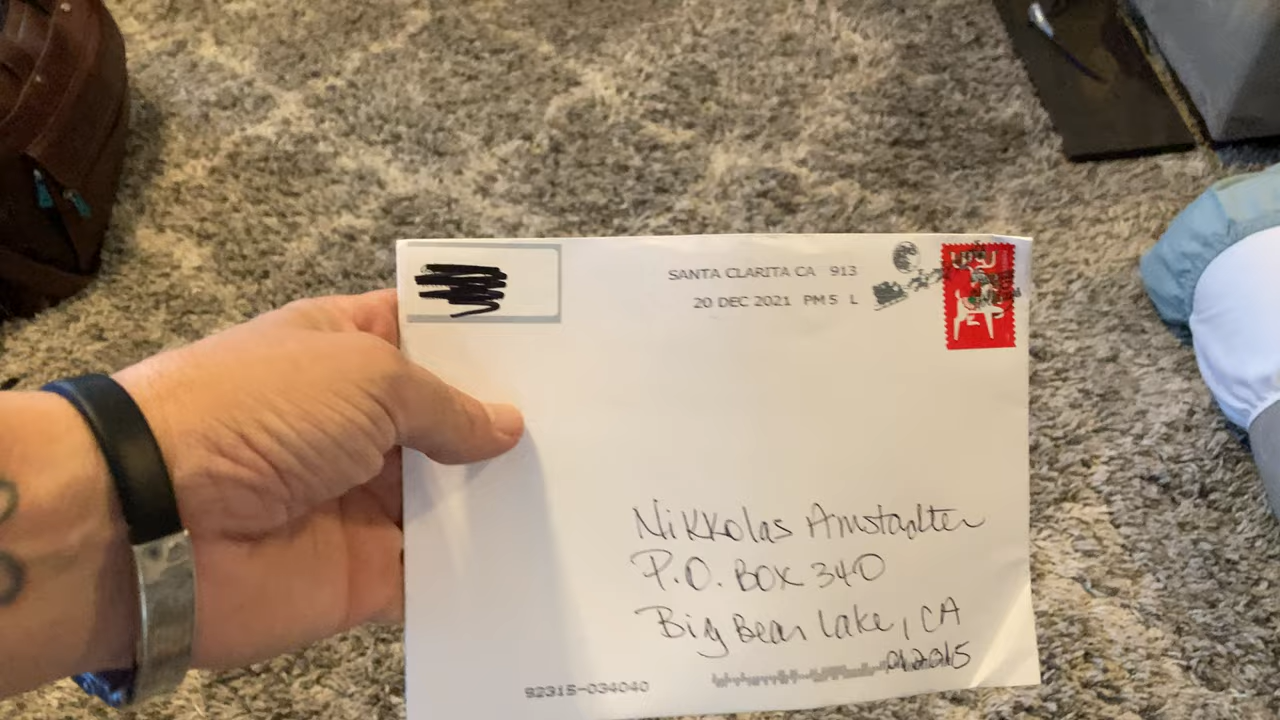 SANTA CLARITA CA 913
20 DEC 2021 PM 5 L
Nikkolas Amstadter
P.O. BOX 340
Big Bear Lake, CA
92315
92315-034040